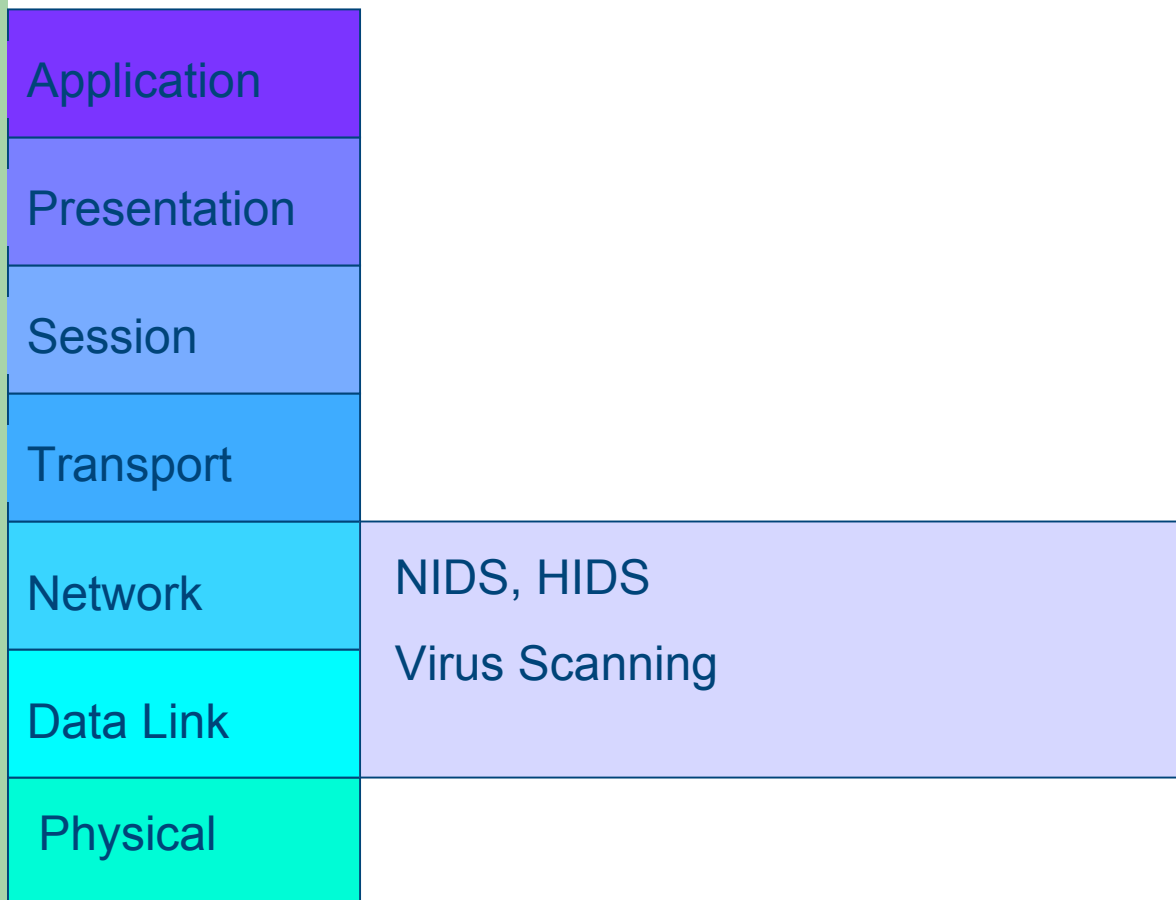 Application
Presentation
Session
Transport
Network
NIDS, HIDS
Virus Scanning
Data Link
Physical